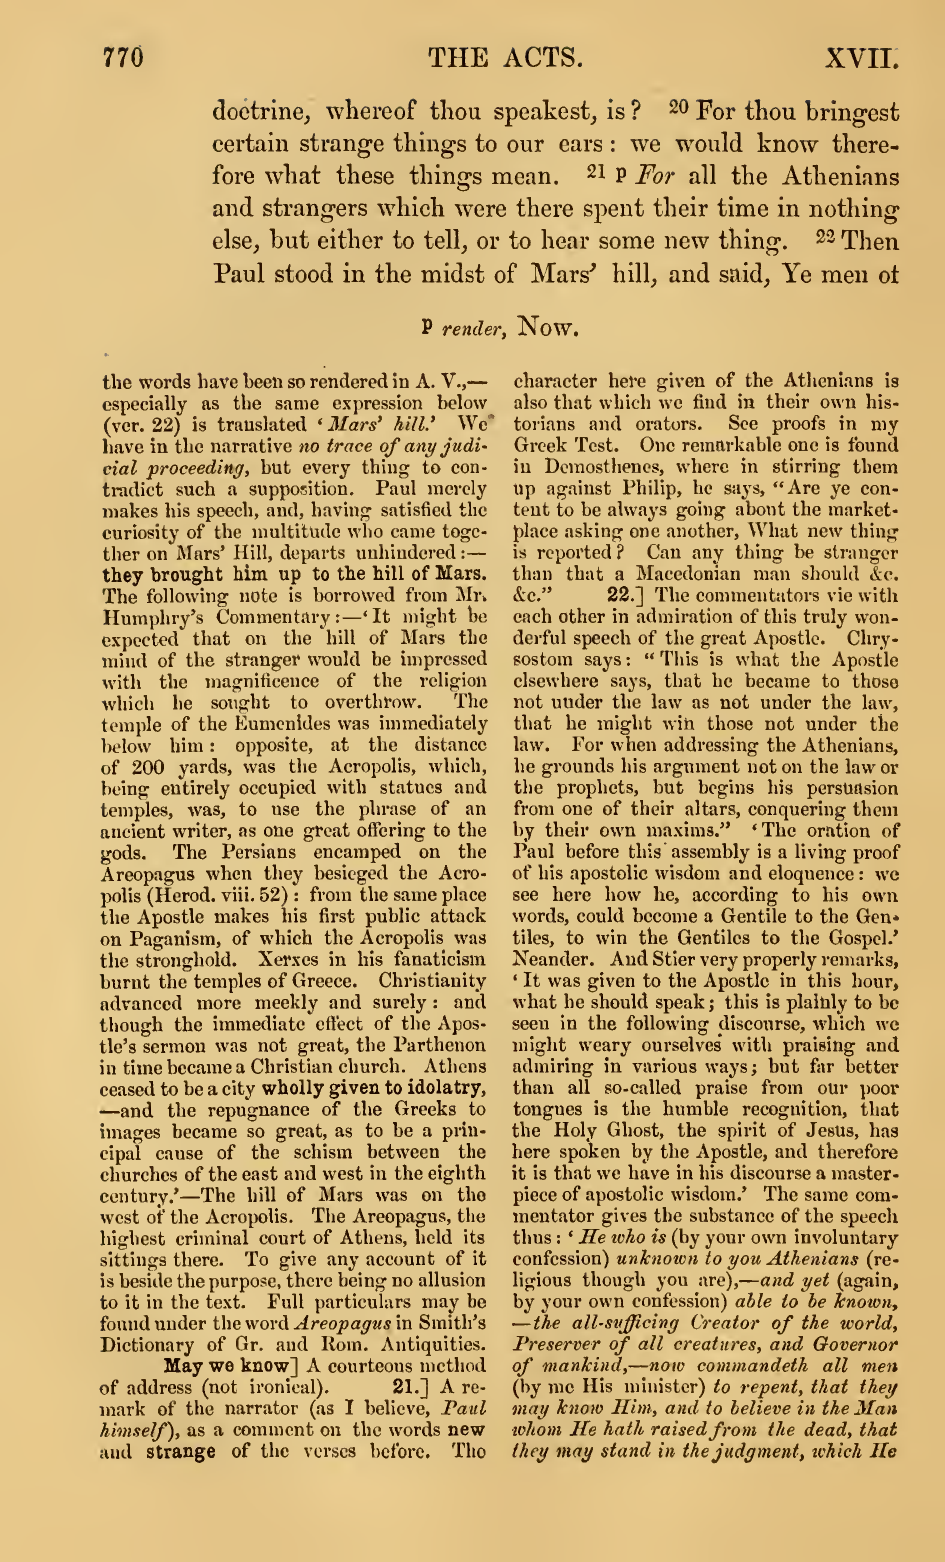 770 THE ACTS. XVII.
doctrine, whereof thou speakest, is ? 20 For thou bringest
certain strange things to our ears : we would know there-
fore what these things mean. 21 p For all the Athenians
and strangers which were there spent their time in nothing
else, but either to tell, or to hear some new thing. 22 Then
Paul stood in the midst of Mars’ hill, and said, Ye men ot
p render, Now.
the words have been so rendered in A. V.,—
especially as the same expression below
(ver. 22) is translated ‘ Mars’ hill.’ We
have in the narrative no trace of any judi-
cial proceeding, but every thing to con-
tradict such a supposition. Paul merely
makes his speech, and, having satisfied the
curiosity of the multitude who came toge-
ther on Mars’ Hill, departs unhindered :—
they brought him up to the hill of Mars.
The following note is borrowed from Mr.
Humphry’s Commentary :—‘ It might be
expected that on the hill of Mars the
mind of the stranger would be impressed
with the magnificence of the religion
which he sought to overthrow. The
temple of the Eumenides was immediately
below him : opposite, at the distance
of 200 yards, was the Acropolis, which,
being entirely occupied with statues and
temples, was, to use the phrase of an
ancient writer, as one great offering to the
gods. The Persians encamped on the
Areopagus when they besieged the Acro-
polis (Herod. viii. 52) : from the same place
the Apostle makes his first public attack
on Paganism, of which the Acropolis was
the stronghold. Xerxes in his fanaticism
burnt the temples of Greece. Christianity
advanced more meekly and surely : and
though the immediate effect of the Apos-
tle’s sermon was not great, the Parthenon
in time became a Christian church. Athens
ceased to be a city wholly given to idolatry,
—and the repugnance of the Greeks to
images became so great, as to be a prin-
cipal cause of the schism between the
churches of the east and west in the eighth
century.’—The hill of Mars was on the
west of the Acropolis. The Areopagus, the
highest criminal court of Athens, held its
sittings there. To give any account of it
is beside the purpose, there being no allusion
to it in the text. Full particulars may be
found under the word Areopagus in Smith’s
Dictionary of Gr. and Rom. Antiquities.
May we know] A courteous method
of address (not ironical). 21.] A re-
mark of the narrator (as I believe, Paul
himself), as a comment on the words new
and strange of the verses before. The
character here given of the Athenians is
also that which we find in their own his-
torians and orators. See proofs in my
Greek Test. One remarkable one is found
in Demosthenes, where in stirring them
up against Philip, he says, “Are ye con-
tent to be always going about the market-
place asking one another, What new thing
is reported ? Can any thing be stranger
than that a Macedonian man should &c.
&c.” 22.] The commentators vie with
each other in admiration of this truly won-
derful speech of the great Apostle. Chry-
sostom says : “ This is what the Apostle
elsewhere says, that he became to those
not under the law as not under the law,
that he might win those not under the
law. For when addressing the Athenians,
he grounds his argument not on the law or
the prophets, but begins his persuasion
from one of their altars, conquering them
by their own maxims.” ‘ The oration of
Paul before this assembly is a living proof
of his apostolic wisdom and eloquence : we
see here how he, according to his own
words, could become a Gentile to the Gen-
tiles, to win the Gentiles to the Gospel.’
Neander. And Stier very properly remarks,
‘ It was given to the Apostle in this hour,
what he should speak ; this is plainly to be
seen in the following discourse, which we
might weary ourselves with praising and
admiring in various ways ; but far better
than all so-called praise from our poor
tongues is the humble recognition, that
the Holy Ghost, the spirit of Jesus, has
here spoken by the Apostle, and therefore
it is that we have in his discourse a master-
piece of apostolic wisdom.’ The same com-
mentator gives the substance of the speech
thus : ‘ He who is (by your own involuntary
confession) unknown to you Athenians (re-
ligious though you are),—and yet (again,
by your own confession) able to be known,
—the all-sufficing Creator of the world,
Preserver of all creatures, and Governor
of mankind,—now commandeth all men
(by me His minister) to repent, that they
may know Him, and to believe in the Man
whom He hath raised from the dead, that
they may stand in the judgment, which He